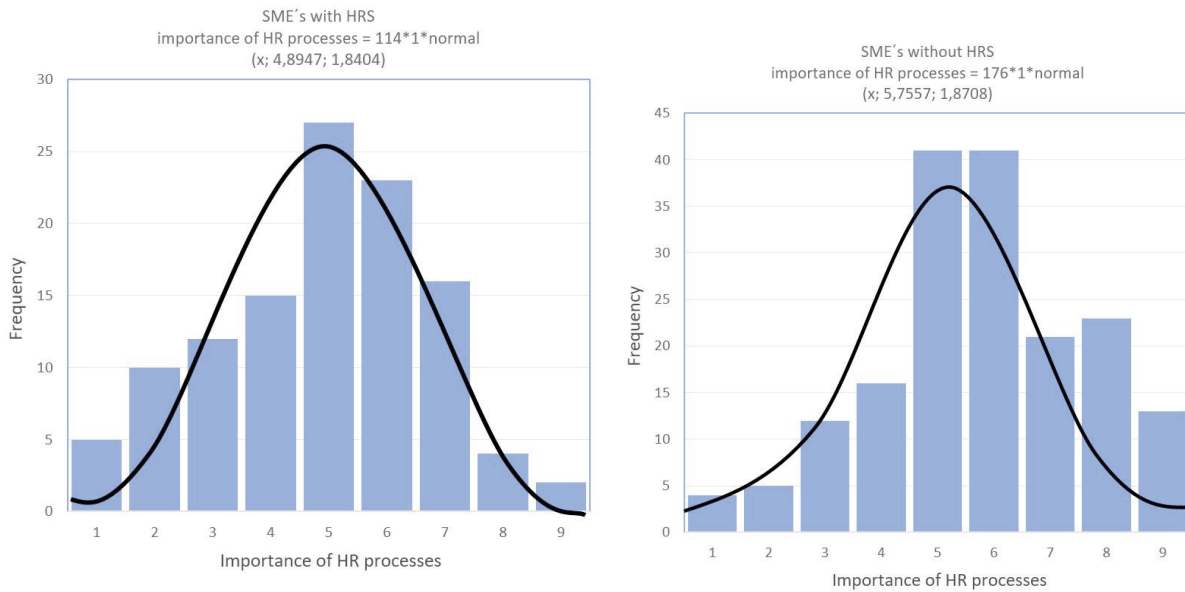 SME´s with HRS
importance of HR processes = 114*1*normal
(x; 4,8947; 1,8404)
30
25
20
15
10
5
0
Frequency
1 2 3 4 5 6 7 8 9
Importance of HR processes
SME´s without HRS
importance of HR processes = 176*1*normal
(x; 5,7557; 1,8708)
45
40
35
30
25
20
15
10
5
0
Frequency
1 2 3 4 5 6 7 8 9
Importance of HR processes